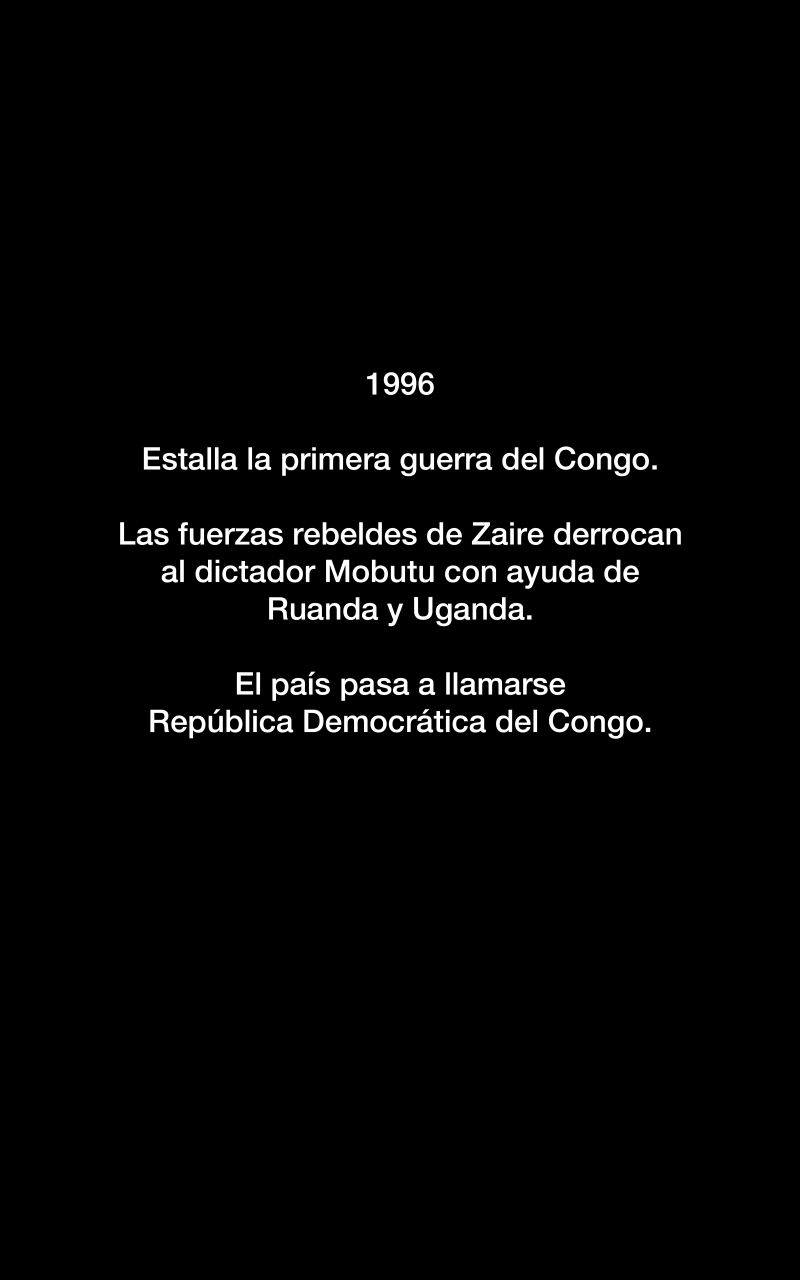 1996
Estalla la primera guerra del Congo.
Las fuerzas rebeldes de Zaire derrocan
al dictador Mobutu con ayuda de
Ruanda y Uganda.
El país pasa a llamarse
República Democrática del Congo.